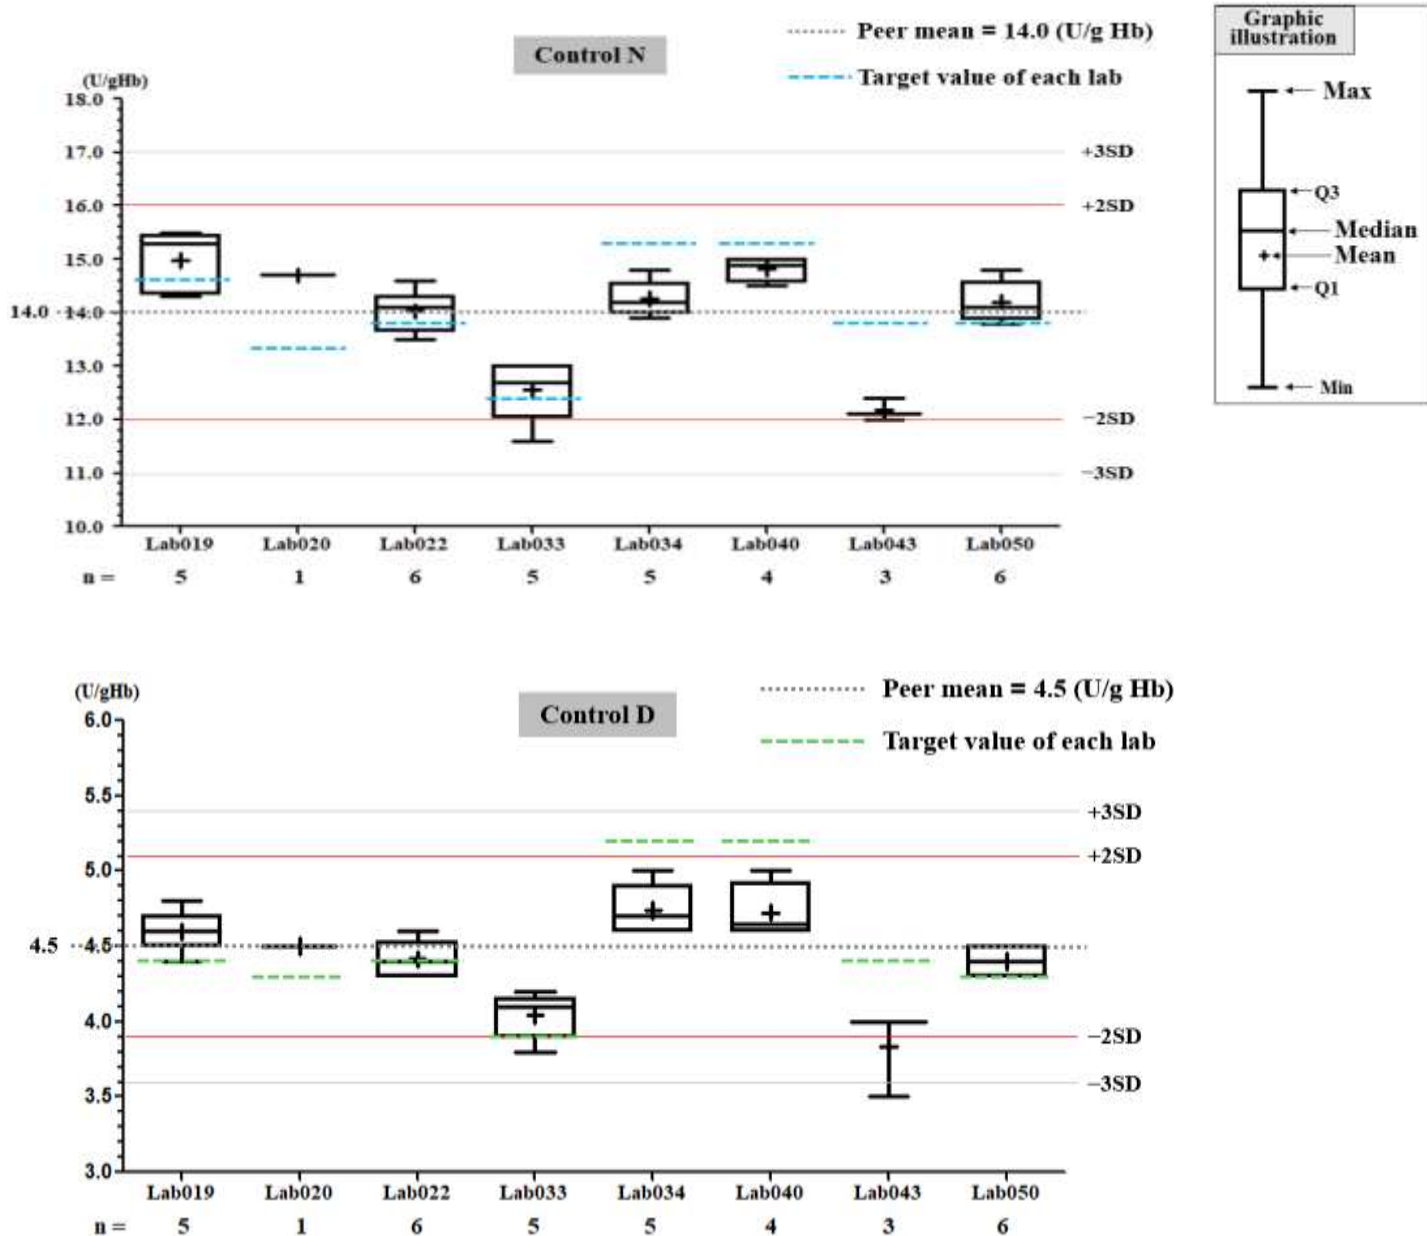 Control N
Peer mean = 14.0 (U/g Hb)
Target value of each lab
(U/gHb)
18.0
17.0
16.0
15.0
14.0 14.0
13.0
12.0
11.0
10.0
+3SD
+2SD
−2SD
−3SD
Lab019 Lab020 Lab022 Lab033 Lab034 Lab040 Lab043 Lab050
n = 5 1 6 5 5 4 3 6
Graphic
illustration
Max
Q3
Median
Mean
Q1
Min
Control D
Peer mean = 4.5 (U/g Hb)
Target value of each lab
(U/gHb)
6.0
5.5
5.0
4.5 4.5
4.0
3.5
3.0
+3SD
+2SD
−2SD
−3SD
Lab019 Lab020 Lab022 Lab033 Lab034 Lab040 Lab043 Lab050
n = 5 1 6 5 5 4 3 6